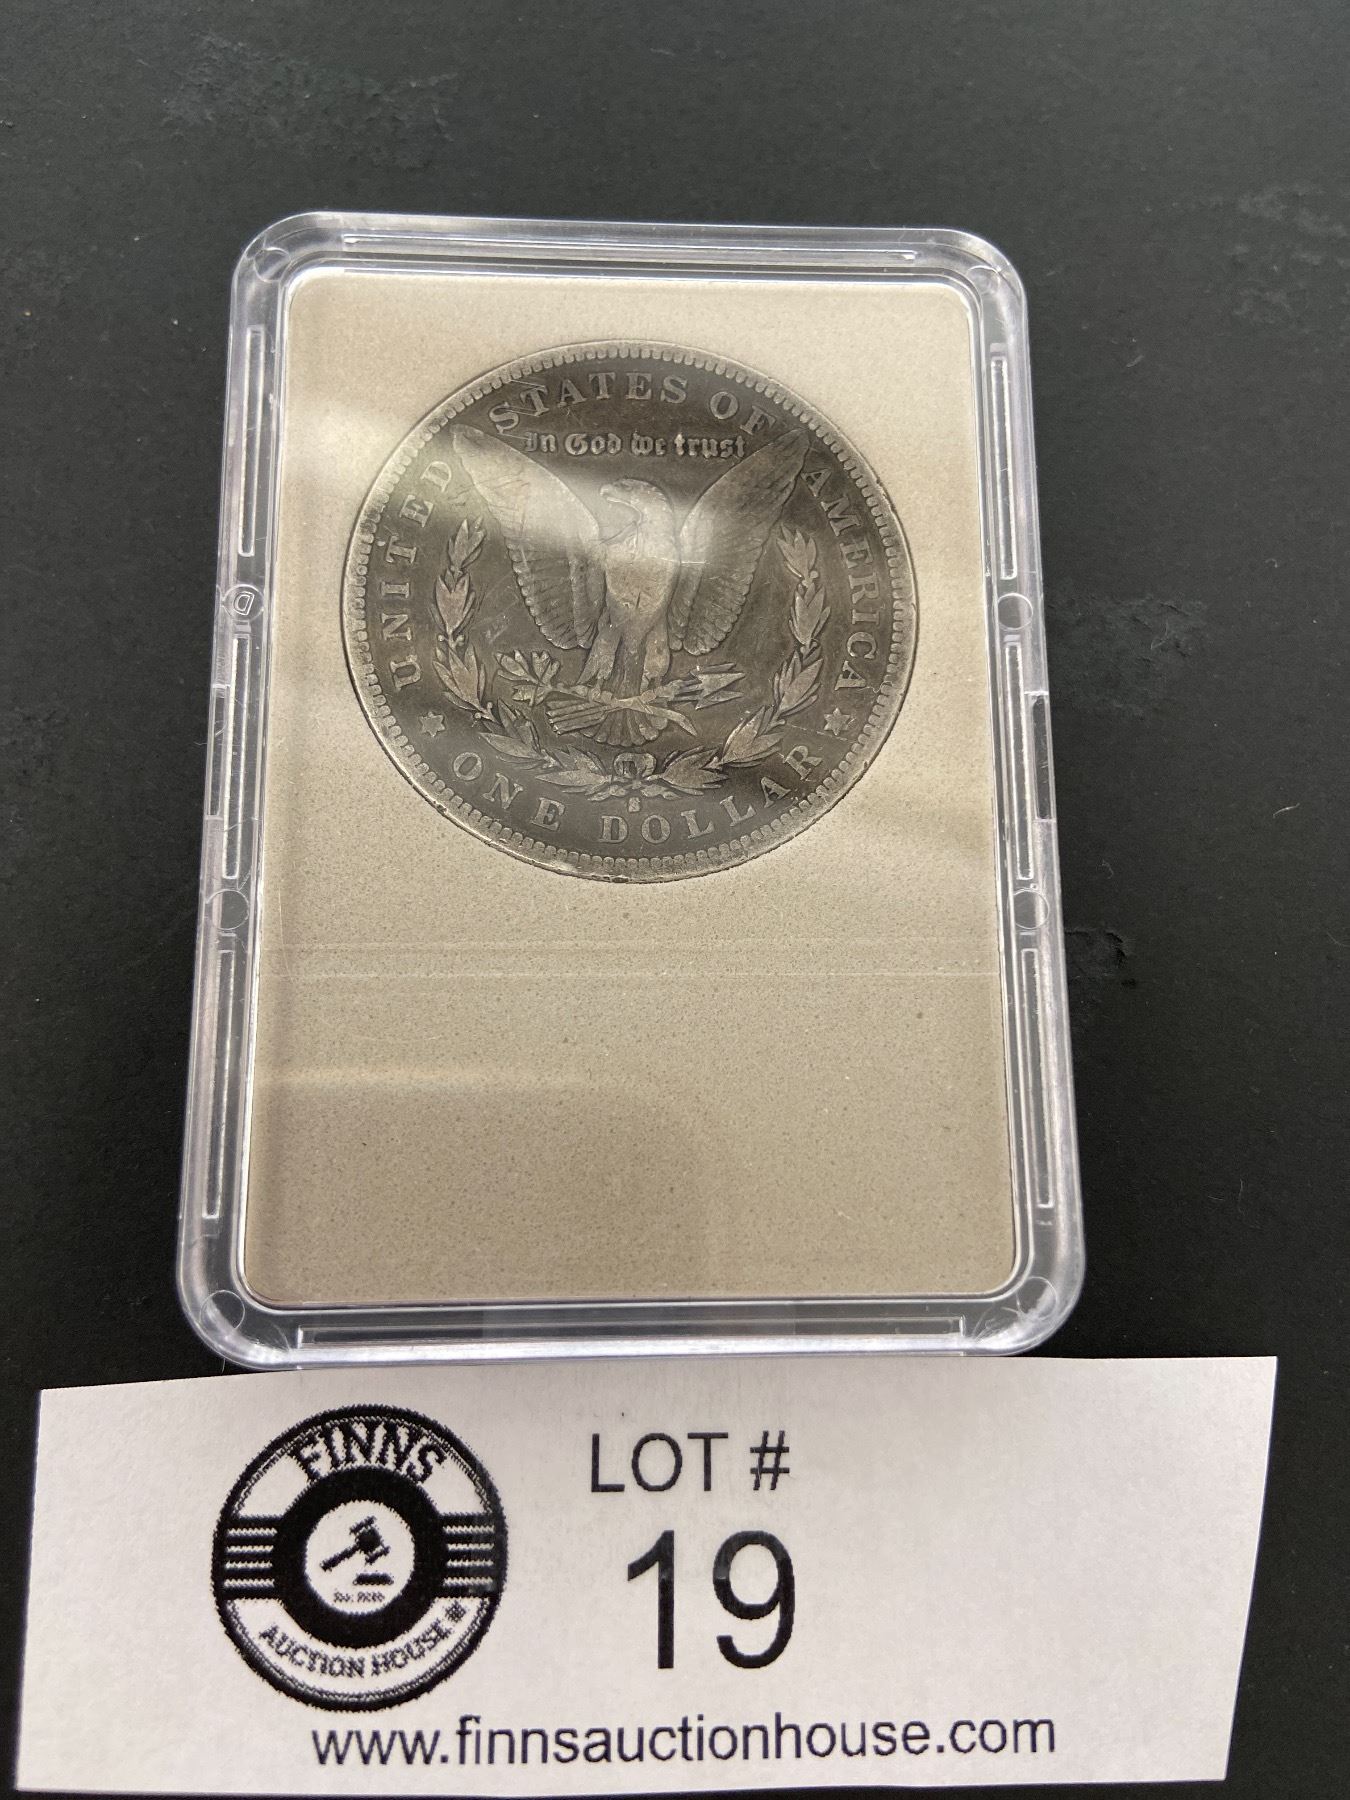 UNITED STATES OF AMERICA
In God we trust
S
ONE DOLLAR
D
FINNS
AUCTION HOUSE
LOT #
19
www.finnsauctionhouse.com